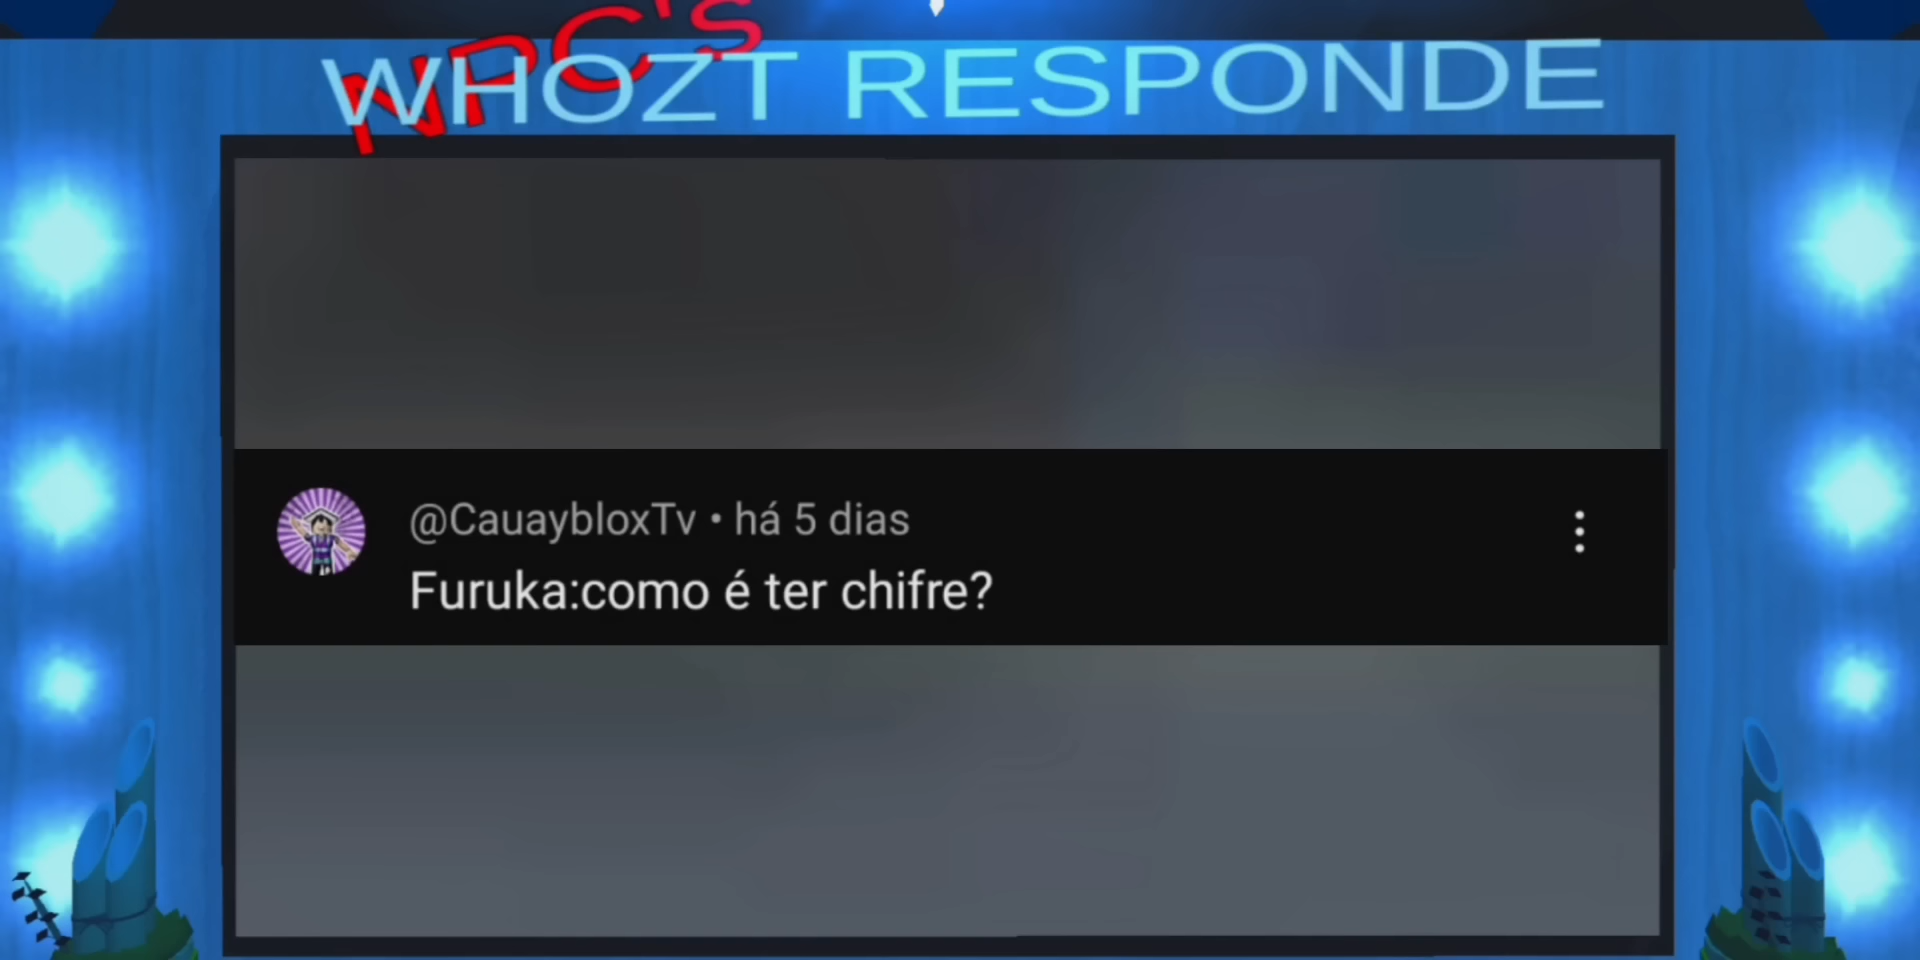 NPC's
WHOZT RESPONDE
@CauaybloxTv • há 5 dias
Furuka:como é ter chifre?